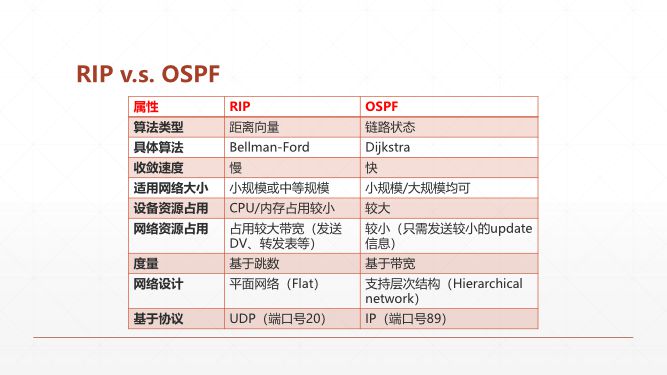 RIP v.s. OSPF
属性 RIP OSPF
算法类型 距离向量 链路状态
具体算法 Bellman-Ford Dijkstra
收敛速度 慢 快
适用网络大小 小规模或中等规模 小规模/大规模均可
设备资源占用 CPU/内存占用较小 较大
网络资源占用 占用较大带宽（发送 较小（只需发送较小的update
DV、转发表等） 信息）
度量 基于跳数 基于带宽
网络设计 平面网络（Flat） 支持层次结构（Hierarchical
network）
基于协议 UDP（端口号20） IP（端口号89）